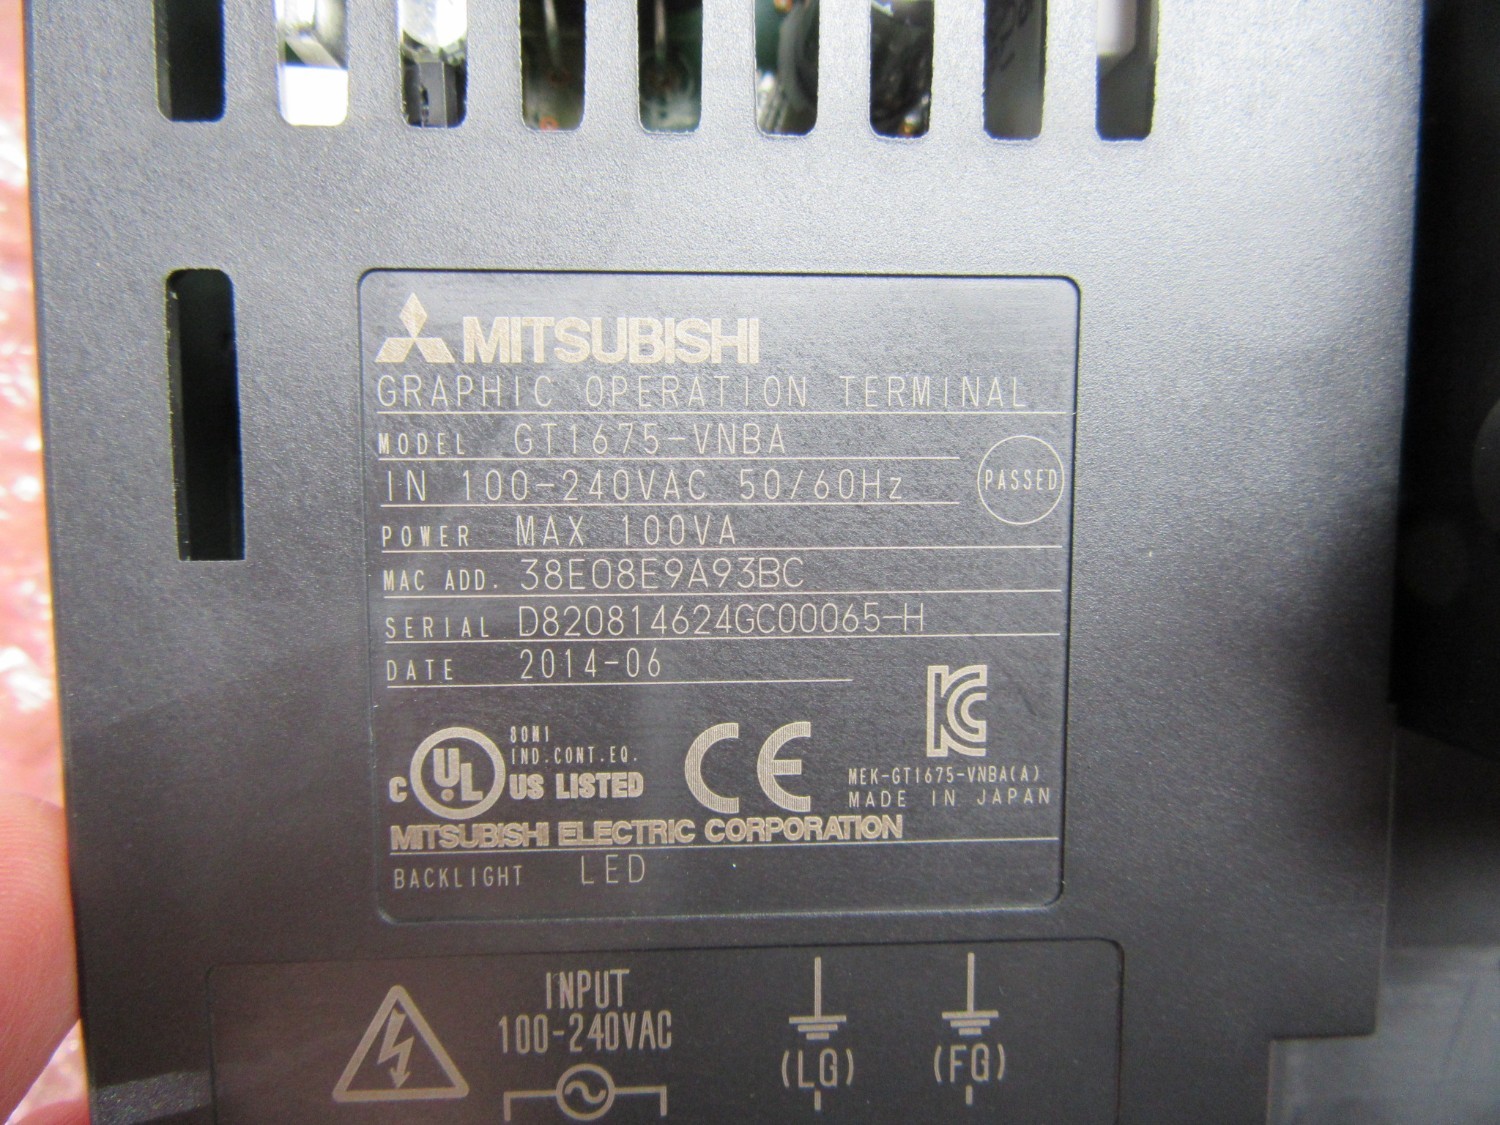 MITSUBISHI
GRAPHIC OPERATION TERMINAL
MODEL GT1675-VNBA
IN 100-240VAC 50/60Hz
PASSED
POWER MAX 100VA
MAC ADD. 38E08E9A93BC
SERIAL D820814624GC00065-H
DATE 2014-06
C UL
80M1
IND.CONT.EQ.
US LISTED
CE
KC
MEK-GT1675-VNBA(A)
MADE IN JAPAN
MITSUBISHI ELECTRIC CORPORATION
BACKLIGHT LED
INPUT
100-240VAC
(LG)
(FG)